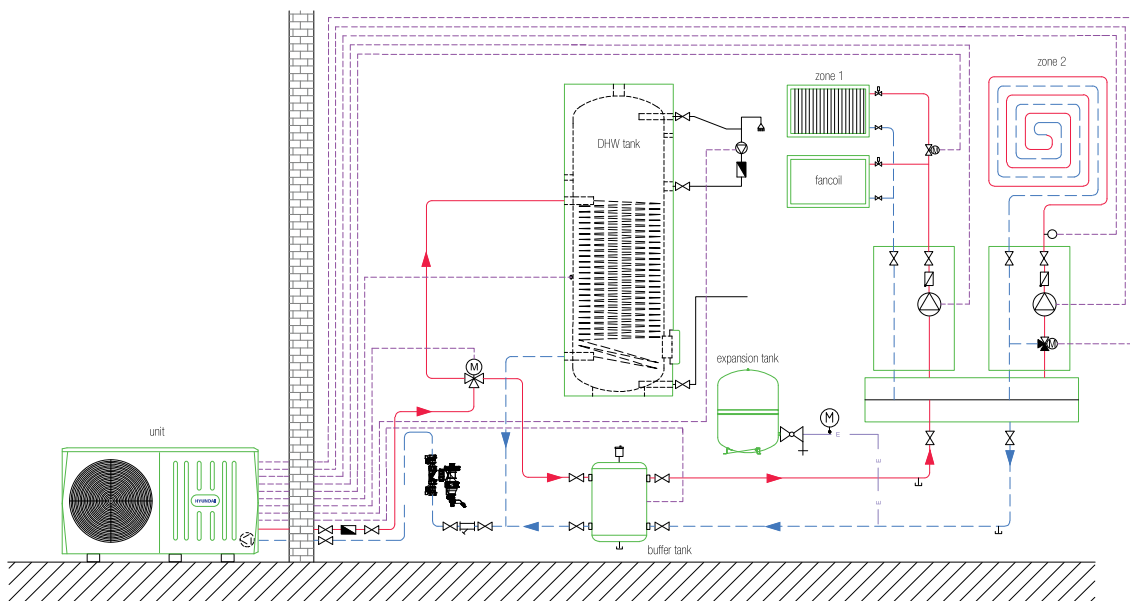 zone 1
zone 2
DHW tank
M
fancoil
M
M
expansion tank
M
E
unit
HYUNDAI
E
E
buffer tank